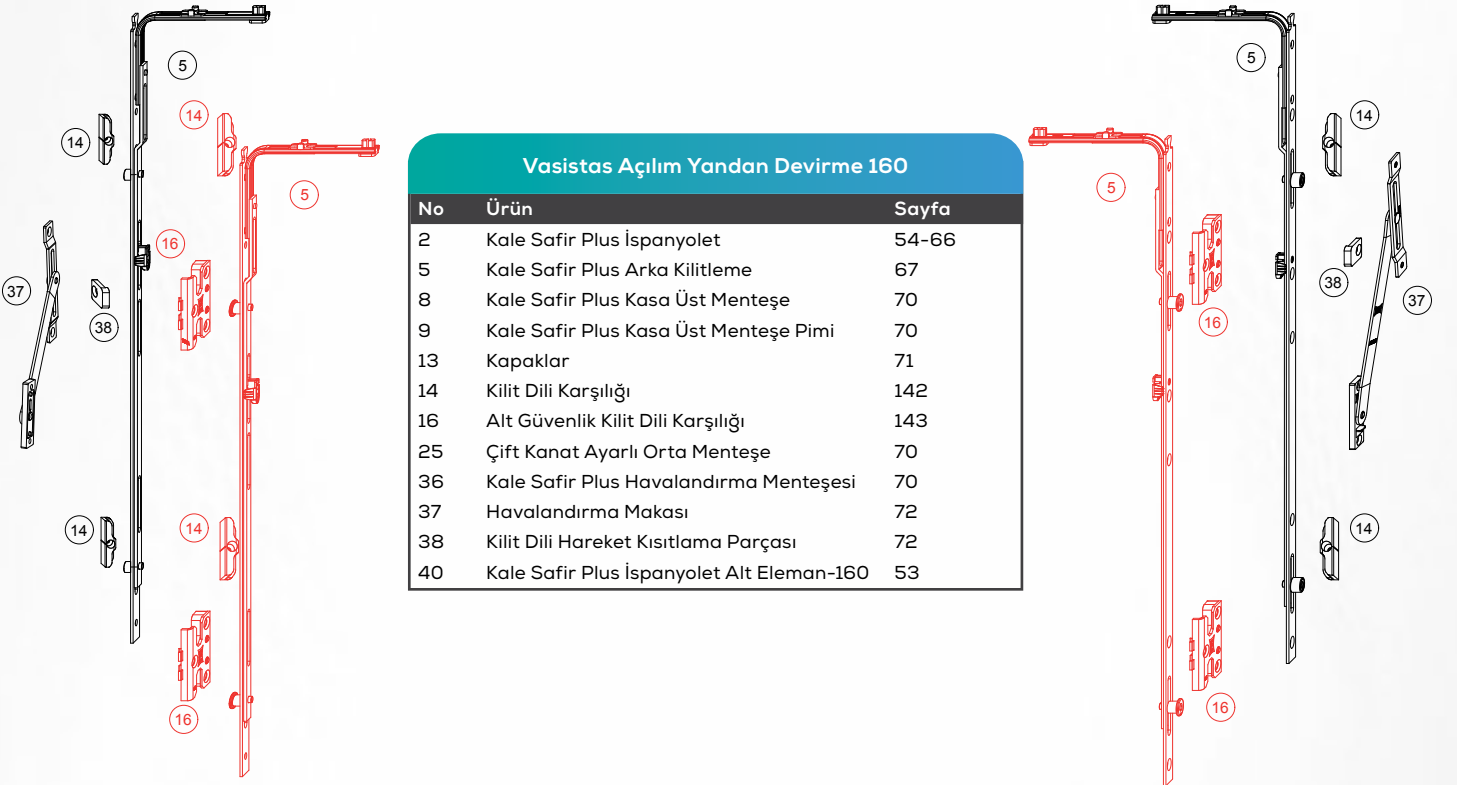 Vasistas Açılım Yandan Devirme 160
No Ürün Sayfa
2 Kale Safir Plus İspanyolet 54-66
5 Kale Safir Plus Arka Kilitleme 67
8 Kale Safir Plus Kasa Üst Menteşe 70
9 Kale Safir Plus Kasa Üst Menteşe Pimi 70
13 Kapaklar 71
14 Kilit Dili Karşılığı 142
16 Alt Güvenlik Kilit Dili Karşılığı 143
25 Çift Kanat Ayarlı Orta Menteşe 70
36 Kale Safir Plus Havalandırma Menteşesi 70
37 Havalandırma Makası 72
38 Kilit Dili Hareket Kısıtlama Parçası 72
40 Kale Safir Plus İspanyolet Alt Eleman-160 53
5
14
14
5
16
37
38
14
14
16
5
14
5
16
38
37
16
14
16